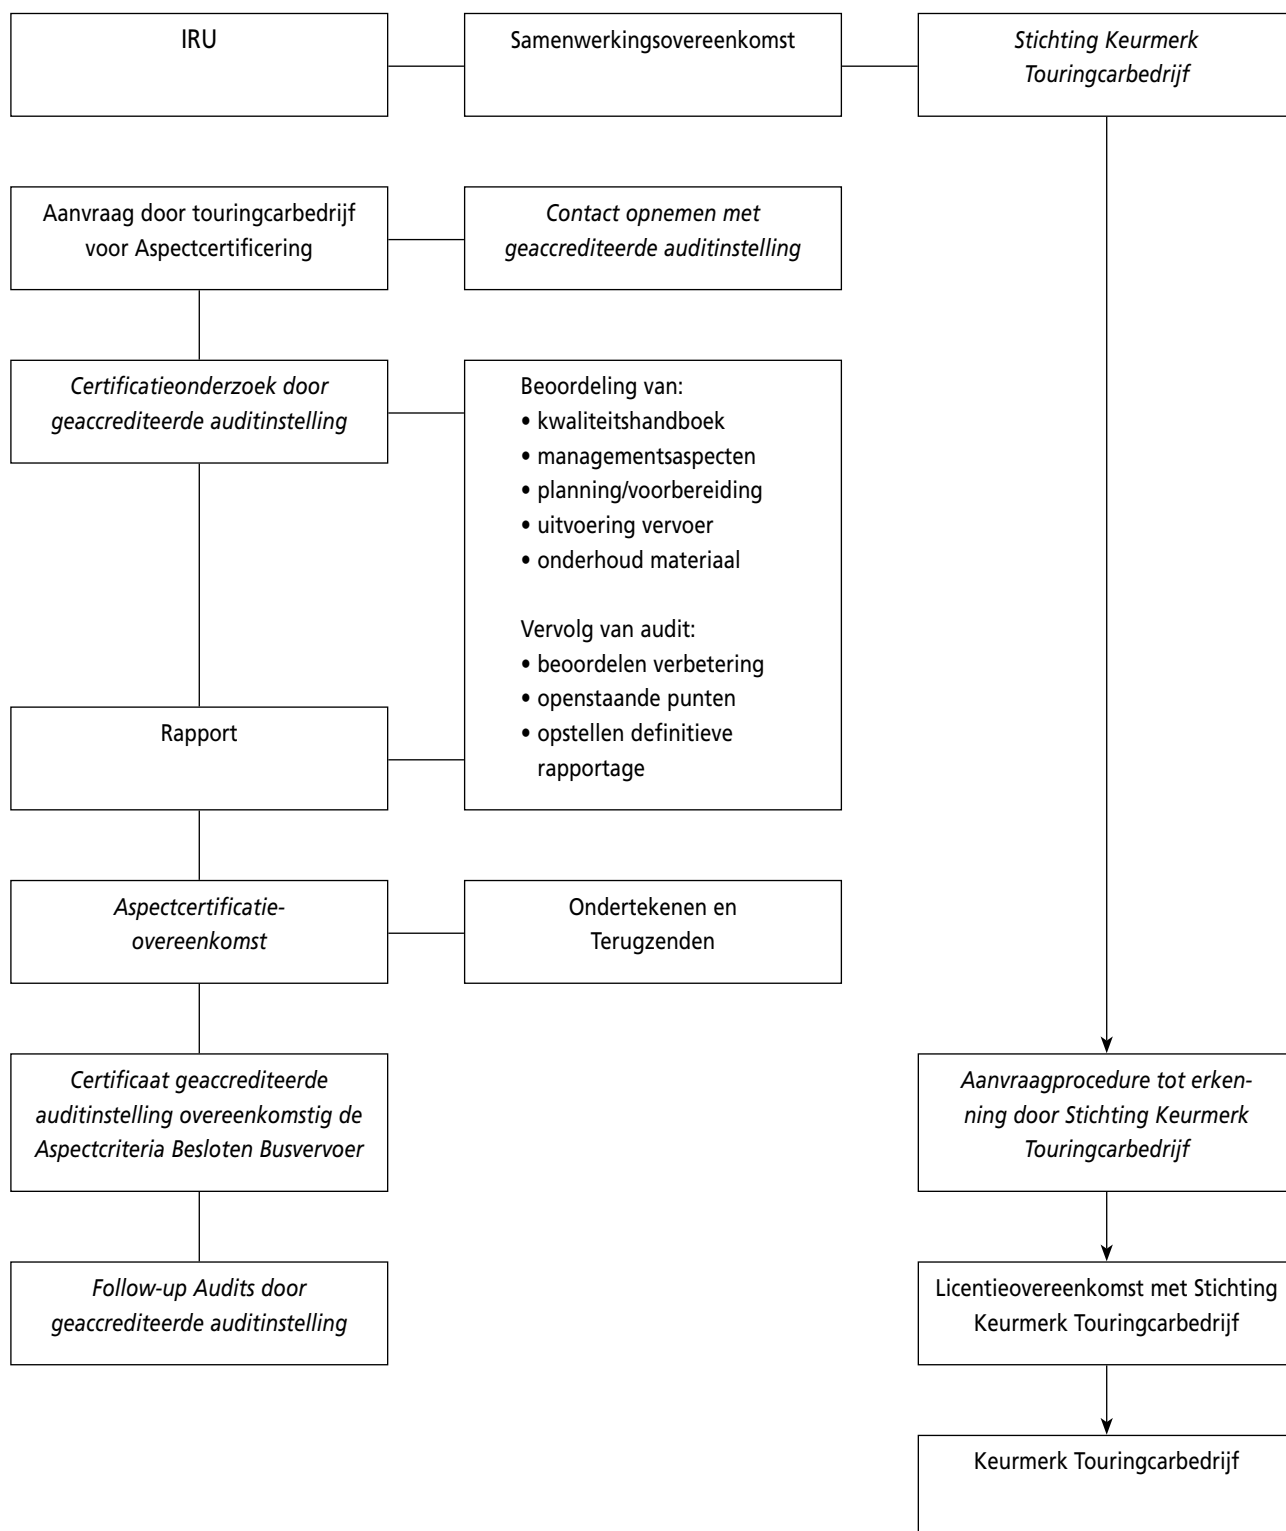 IRU
Samenwerkingsovereenkomst
Stichting Keurmerk
Touringcarbedrijf
Aanvraag door touringcarbedrijf
voor Aspectcertificering
Contact opnemen met
geaccrediteerde auditinstelling
Certificatieonderzoek door
geaccrediteerde auditinstelling
Beoordeling van:
• kwaliteitshandboek
• managementsaspecten
• planning/voorbereiding
• uitvoering vervoer
• onderhoud materiaal
Vervolg van audit:
• beoordelen verbetering
• openstaande punten
• opstellen definitieve
rapportage
Rapport
Aspectcertificatie-
overeenkomst
Ondertekenen en
Terugzenden
Certificaat geaccrediteerde
auditinstelling overeenkomstig de
Aspectcriteria Besloten Busvervoer
Aanvraagprocedure tot erken-
ning door Stichting Keurmerk
Touringcarbedrijf
Follow-up Audits door
geaccrediteerde auditinstelling
Licentieovereenkomst met Stichting
Keurmerk Touringcarbedrijf
Keurmerk Touringcarbedrijf